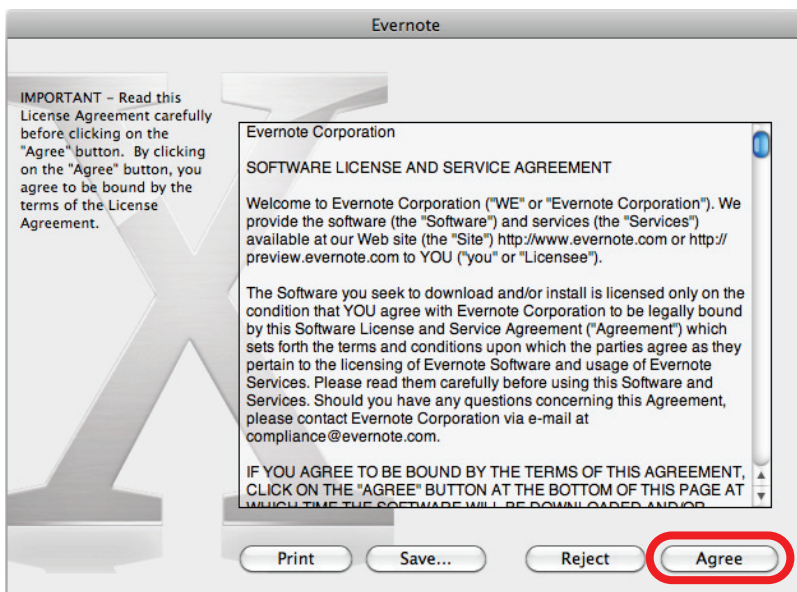 Evernote
IMPORTANT – Read this
License Agreement carefully
before clicking on the
"Agree" button.  By clicking
on the "Agree" button, you
agree to be bound by the
terms of the License
Agreement.
Evernote Corporation
SOFTWARE LICENSE AND SERVICE AGREEMENT
Welcome to Evernote Corporation ("WE" or "Evernote Corporation"). We
provide the software (the "Software") and services (the "Services")
available at our Web site (the "Site") http://www.evernote.com or http://
preview.evernote.com to YOU ("you" or "Licensee").
The Software you seek to download and/or install is licensed only on the
condition that YOU agree with Evernote Corporation to be legally bound
by this Software License and Service Agreement ("Agreement") which
sets forth the terms and conditions upon which the parties agree as they
pertain to the licensing of Evernote Software and usage of Evernote
Services. Please read them carefully before using this Software and
Services. Should you have any questions concerning this Agreement,
please contact Evernote Corporation via e-mail at
compliance@evernote.com.
IF YOU AGREE TO BE BOUND BY THE TERMS OF THIS AGREEMENT,
CLICK ON THE "AGREE" BUTTON AT THE BOTTOM OF THIS PAGE AT
WHICH TIME THE SOFTWARE WILL BE DOWNLOADED AND/OR
Print Save... Reject Agree